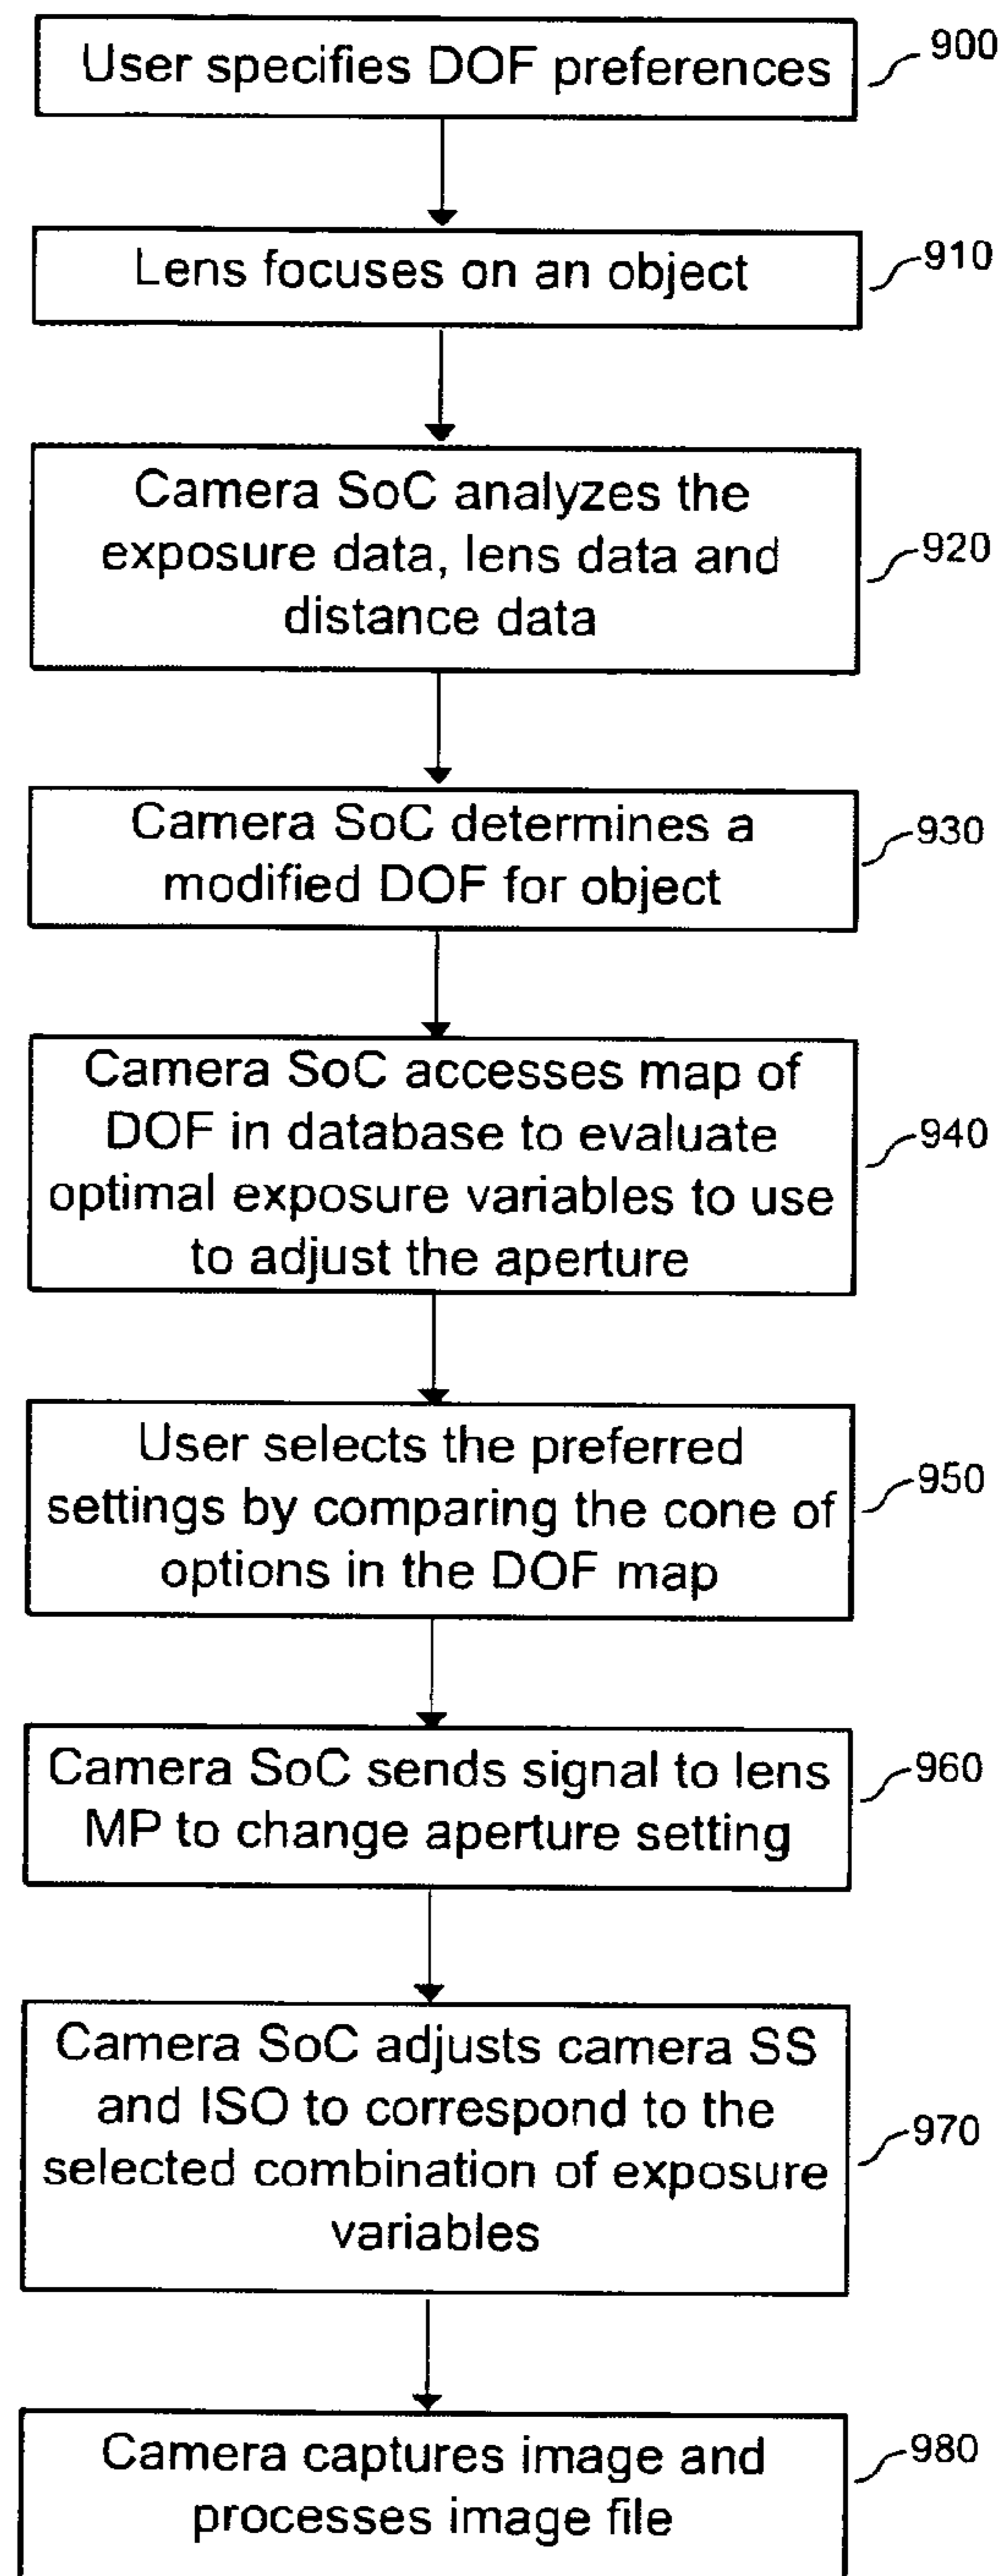 User specifies DOF preferences
900
Lens focuses on an object
910
Camera SoC analyzes the
exposure data, lens data and
distance data
920
Camera SoC determines a
modified DOF for object
930
Camera SoC accesses map of
DOF in database to evaluate
optimal exposure variables to use
to adjust the aperture
940
User selects the preferred
settings by comparing the cone of
options in the DOF map
950
Camera SoC sends signal to lens
MP to change aperture setting
960
Camera SoC adjusts camera SS
and ISO to correspond to the
selected combination of exposure
variables
970
Camera captures image and
processes image file
980